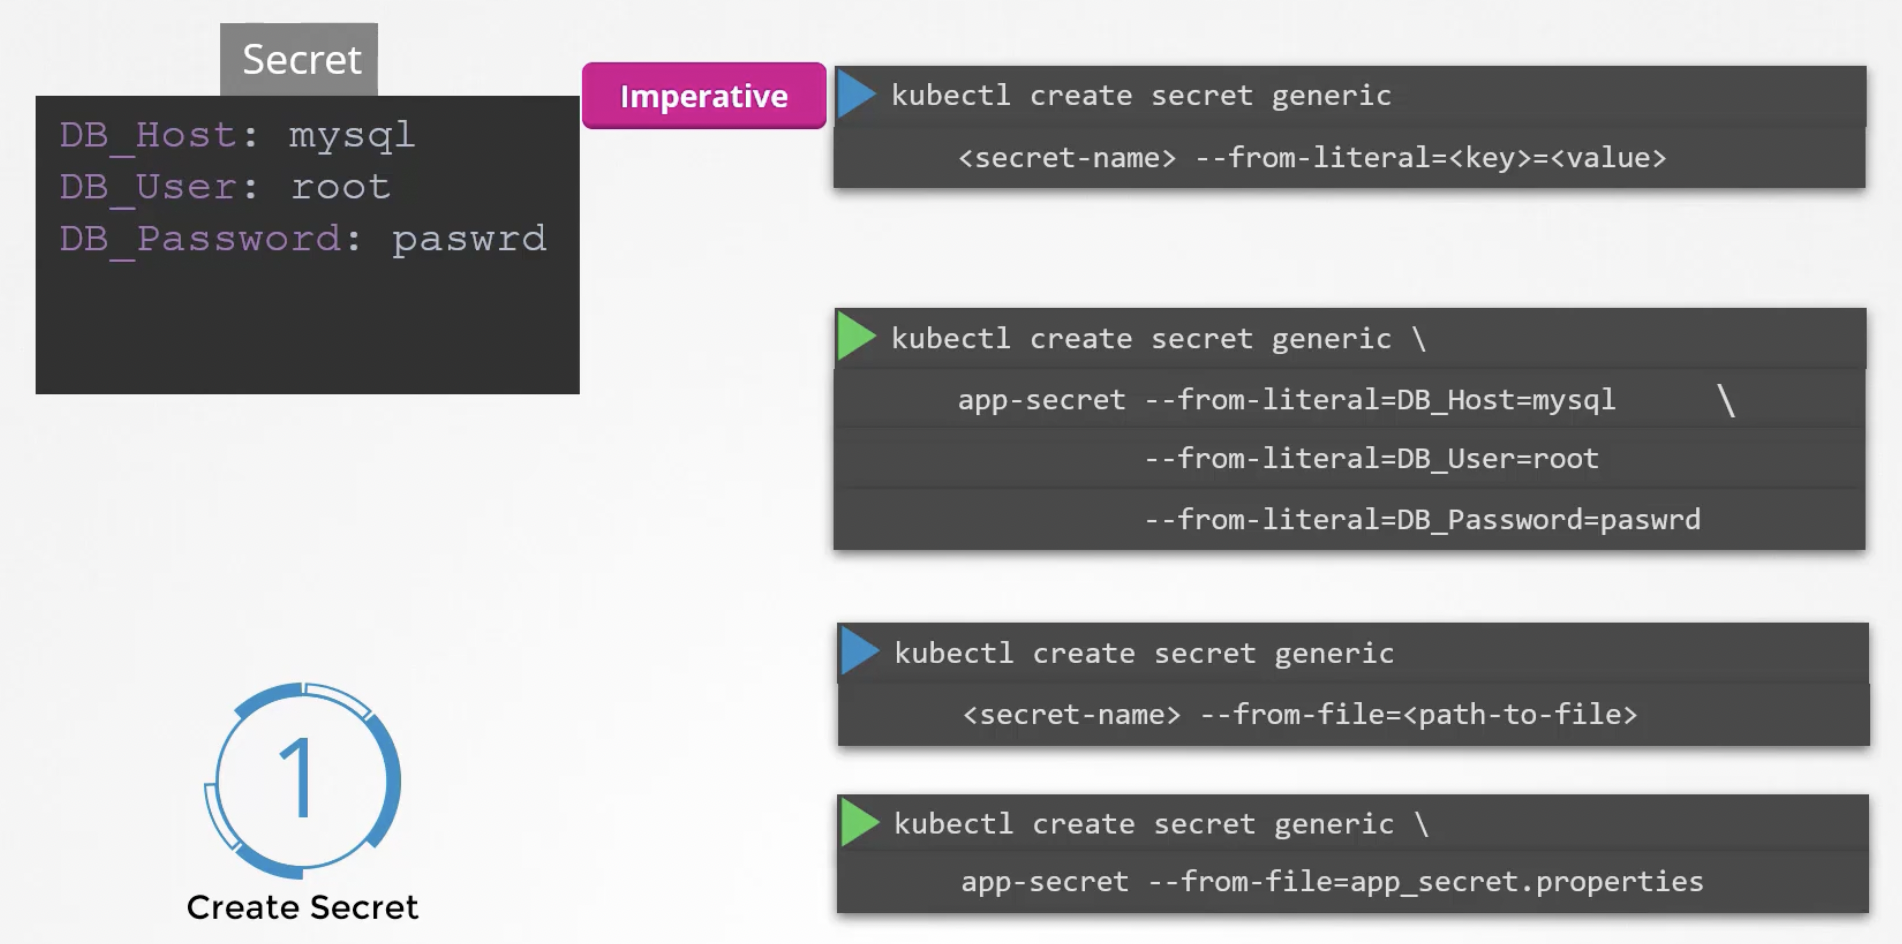 Secret
DB_Host: mysql
DB_User: root
DB_Password: paswrd
Imperative
kubectl create secret generic
<secret-name> --from-literal=<key>=<value>
kubectl create secret generic \
app-secret --from-literal=DB_Host=mysql \
--from-literal=DB_User=root
--from-literal=DB_Password=paswrd
kubectl create secret generic
<secret-name> --from-file=<path-to-file>
kubectl create secret generic \
app-secret --from-file=app_secret.properties
1
Create Secret